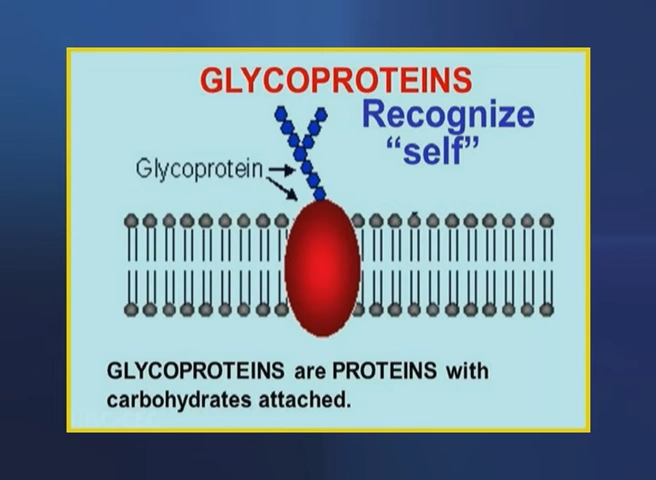 GLYCOPROTEINS
Recognize
“self”
Glycoprotein
GLYCOPROTEINS are PROTEINS with
carbohydrates attached.